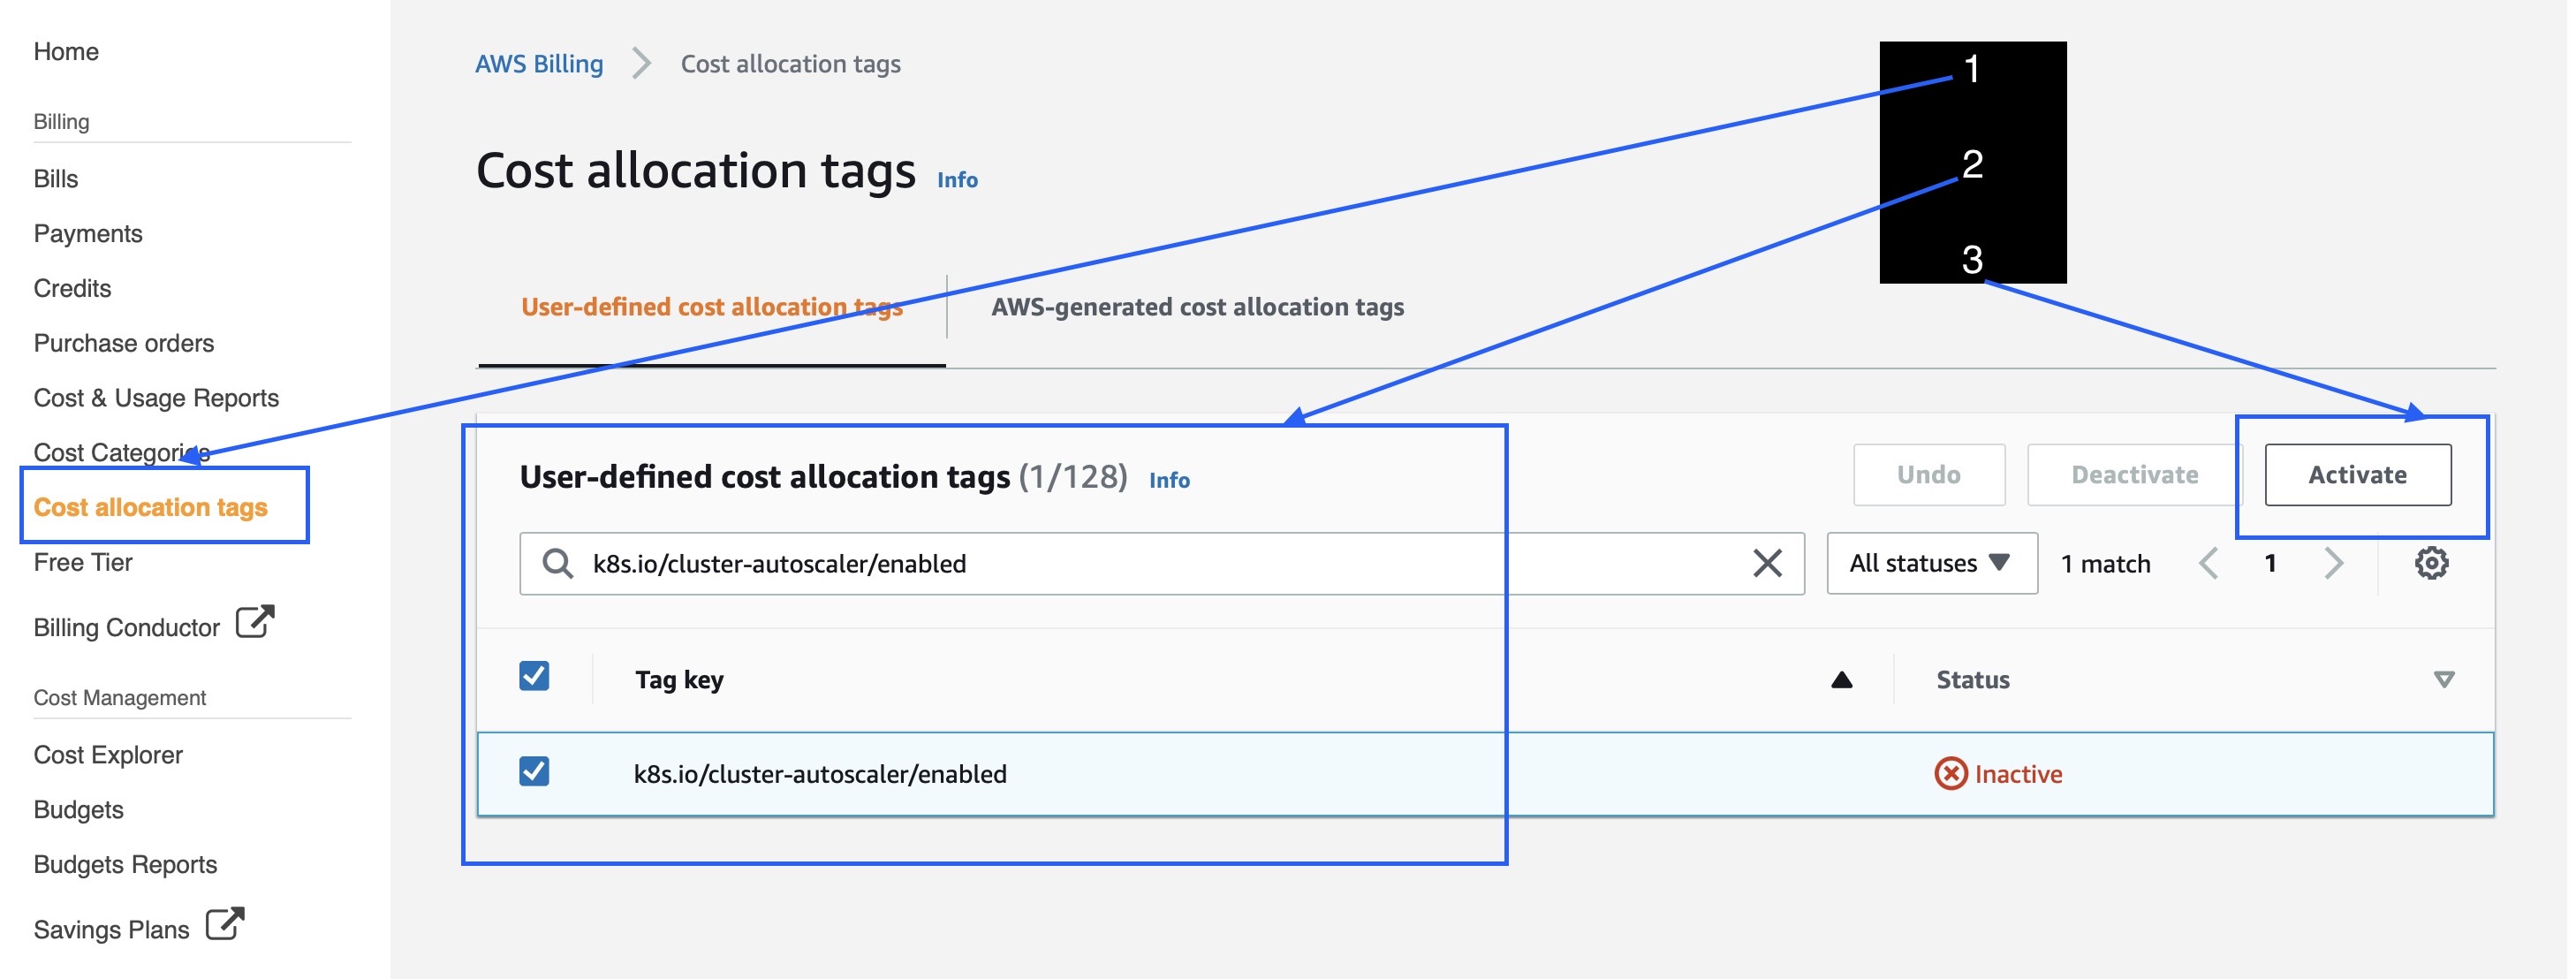 Home
Billing
Bills
Payments
Credits
Purchase orders
Cost & Usage Reports
Cost Categories
Cost allocation tags
Free Tier
Billing Conductor
Cost Management
Cost Explorer
Budgets
Budgets Reports
Savings Plans
AWS Billing Cost allocation tags
Cost allocation tags Info
User-defined cost allocation tags AWS-generated cost allocation tags
1
2
3
User-defined cost allocation tags (1/128) Info
Undo Deactivate Activate
k8s.io/cluster-autoscaler/enabled All statuses 1 match 1
Tag key Status
k8s.io/cluster-autoscaler/enabled Inactive